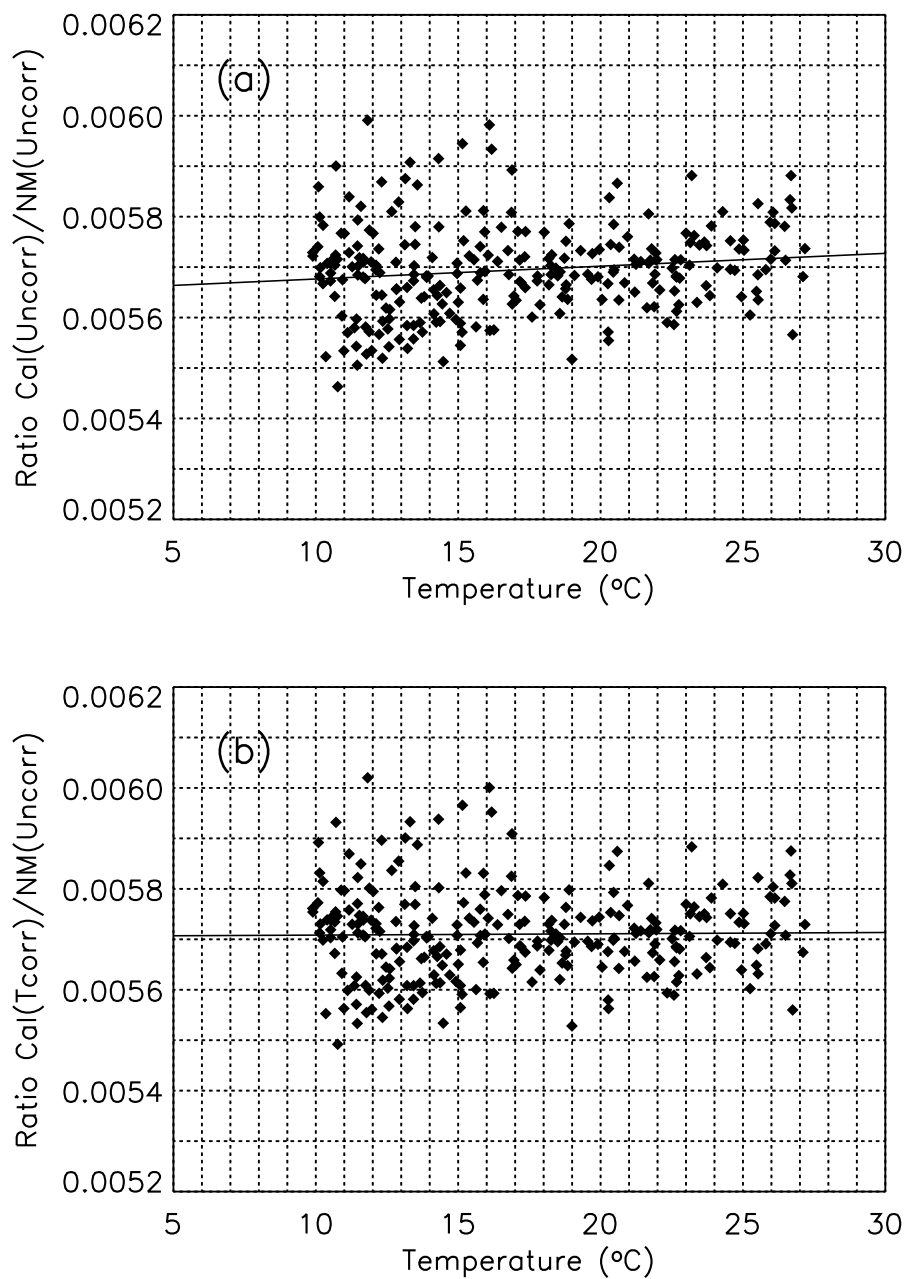 Ratio Cal(Uncorr)/NM(Uncorr)
0.0062
0.0060
0.0058
0.0056
0.0054
0.0052
(a)
5 10 15 20 25 30
Temperature (°C)
Ratio Cal(Tcorr)/NM(Uncorr)
0.0062
0.0060
0.0058
0.0056
0.0054
0.0052
(b)
5 10 15 20 25 30
Temperature (°C)